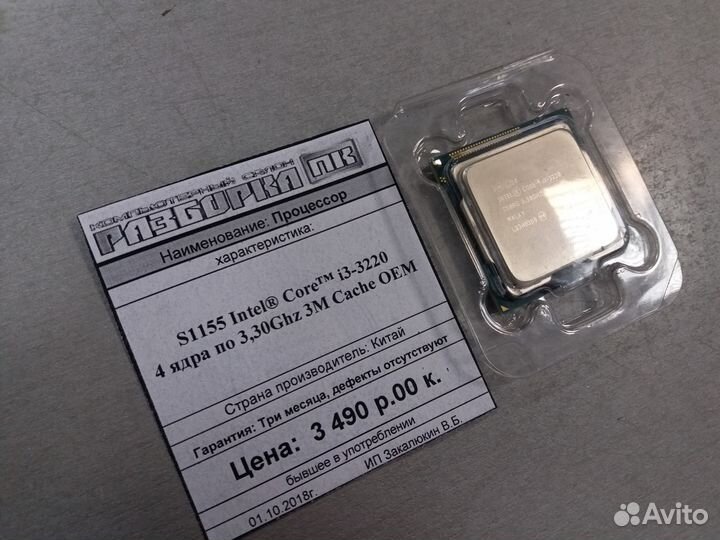 КОМПЬЮТЕРНЫЙ САЛОН
РАЗБОРКА ПК
Наименование: Процессор
характеристика:
S1155 Intel® Core™ i3-3220
4 ядра по 3,30Ghz 3M Cache OEM
Страна производитель: Китай
Гарантия: Три месяца, дефекты отсутствуют
Цена: 3 490 р.00 к.
бывшее в употреблении
01.10.2018г. ИП Закалюкин В.Б.
Avito